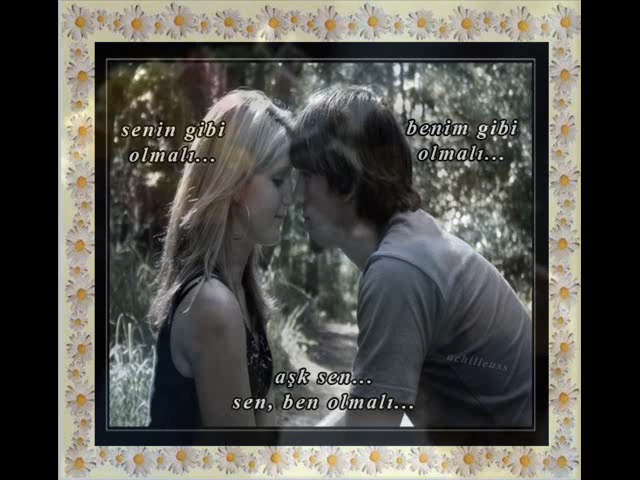 senin gibi
olmalı...
benim gibi
olmalı...
achilleuss
aşk sen...
sen, ben olmalı...